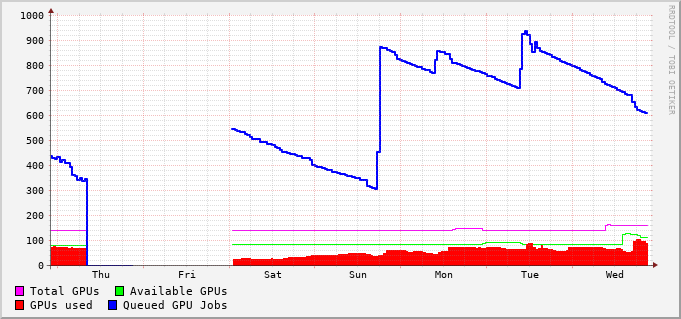 1000
900
800
700
600
500
400
300
200
100
0
Thu Fri Sat Sun Mon Tue Wed
Total GPUs Available GPUs
GPUs used Queued GPU Jobs
RRDTOOL / TOBI OETIKER